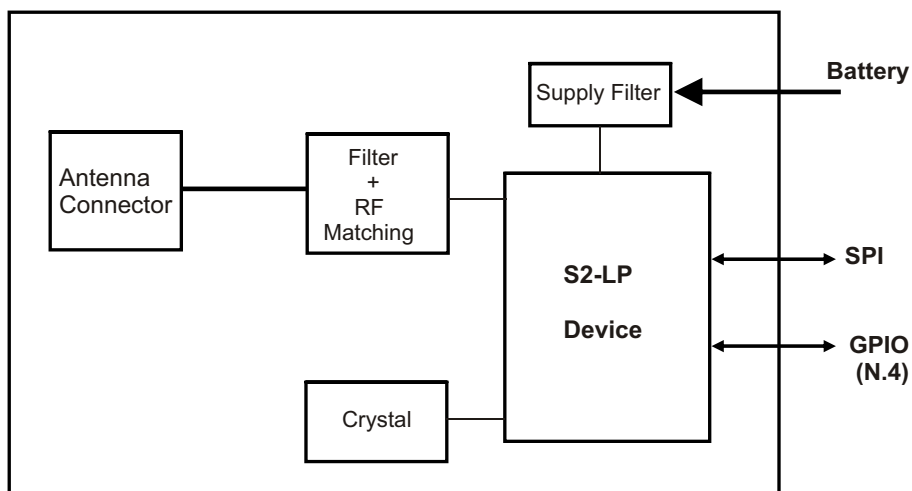 Battery
Supply Filter
Antenna
Connector
Filter
+
RF
Matching
S2-LP
Device
SPI
GPIO
(N.4)
Crystal